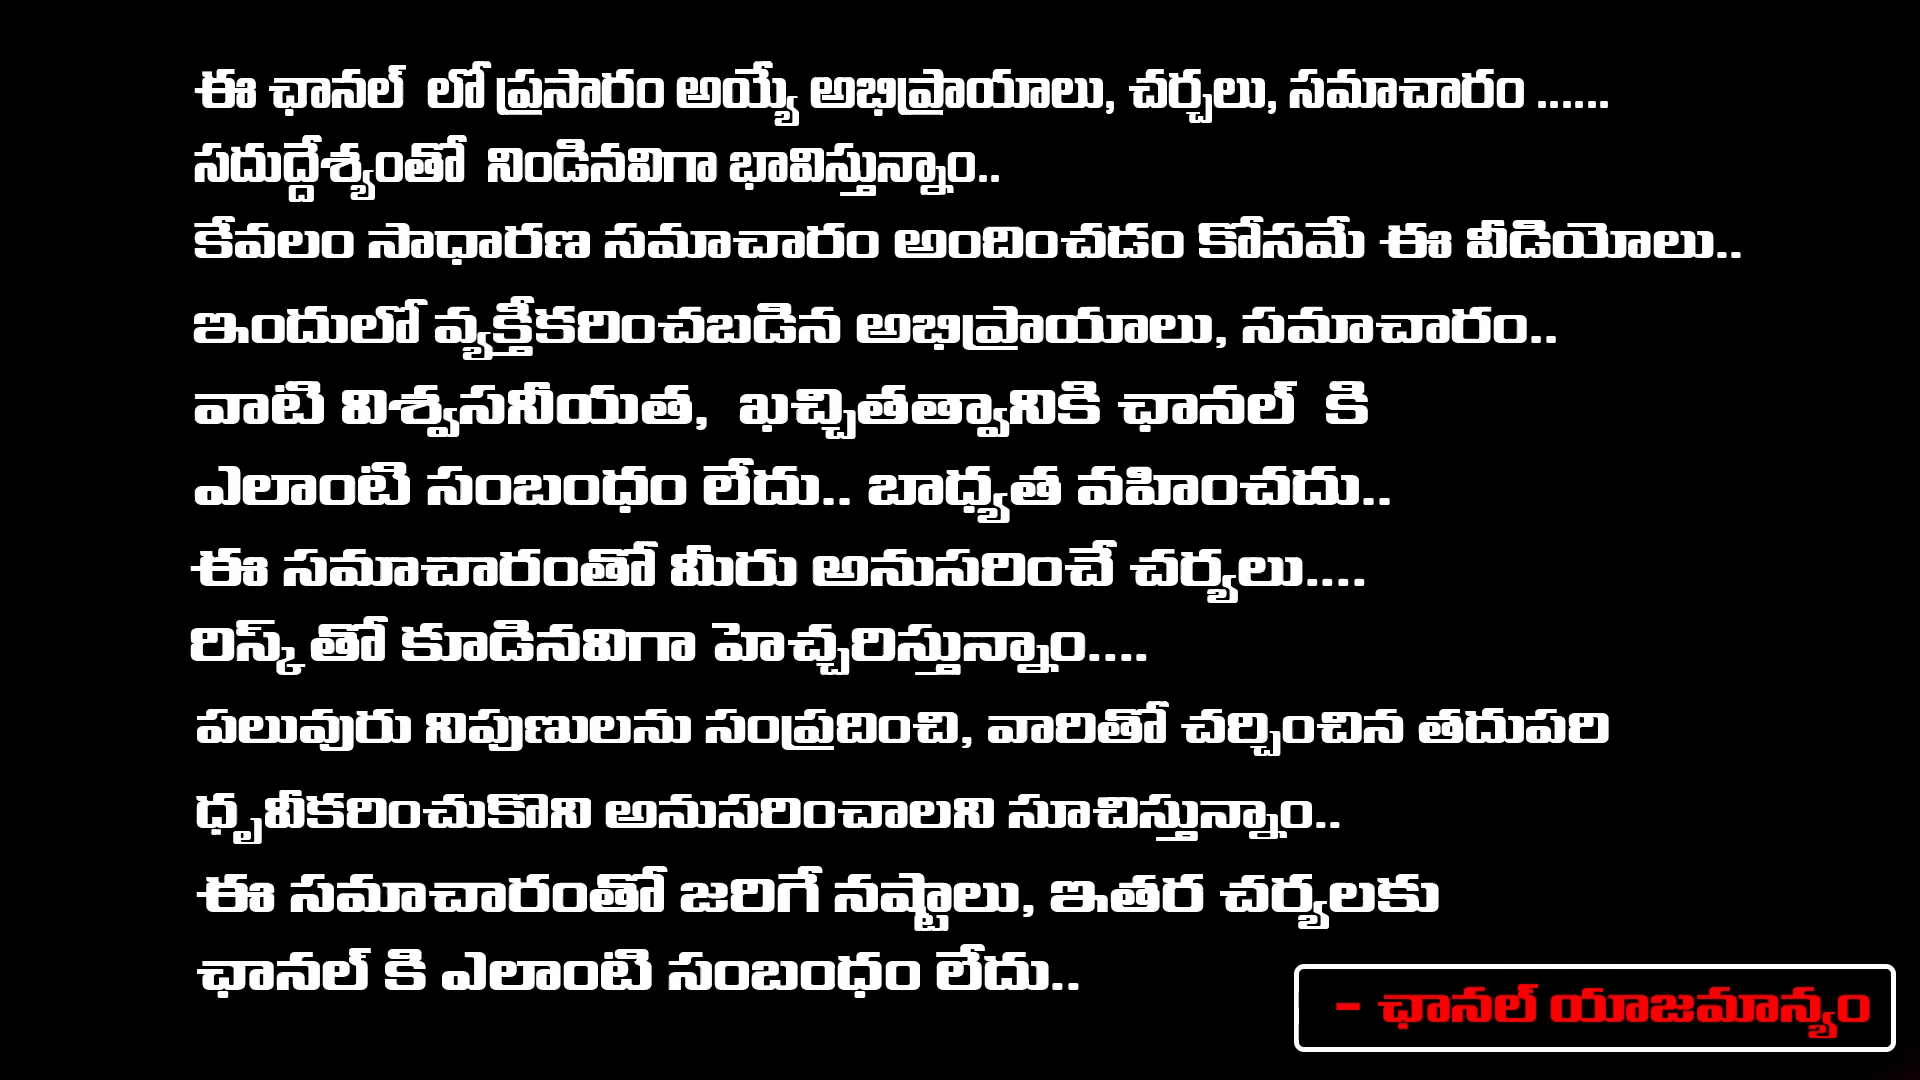 ఈ ఛానల్ లో ప్రసారం అయ్యే అభిప్రాయాలు, చర్చలు, సమాచారం ......
సదుద్దేశ్యంతో నిండినవిగా భావిస్తున్నాం..
కేవలం సాధారణ సమాచారం అందించడం కోసమే ఈ వీడియోలు..
ఇందులో వ్యక్తీకరించబడిన అభిప్రాయాలు, సమాచారం..
వాటి విశ్వసనీయత, ఖచ్చితత్వానికి ఛానల్ కి
ఎలాంటి సంబంధం లేదు.. బాధ్యత వహించదు..
ఈ సమాచారంతో మీరు అనుసరించే చర్యలు....
రిస్క్ తో కూడినవిగా హెచ్చరిస్తున్నాం....
పలువురు నిపుణులను సంప్రదించి, వారితో చర్చించిన తదుపరి
ధృవీకరించుకొని అనుసరించాలని సూచిస్తున్నాం..
ఈ సమాచారంతో జరిగే నష్టాలు, ఇతర చర్యలకు
ఛానల్ కి ఎలాంటి సంబంధం లేదు..
- ఛానల్ యాజమాన్యం